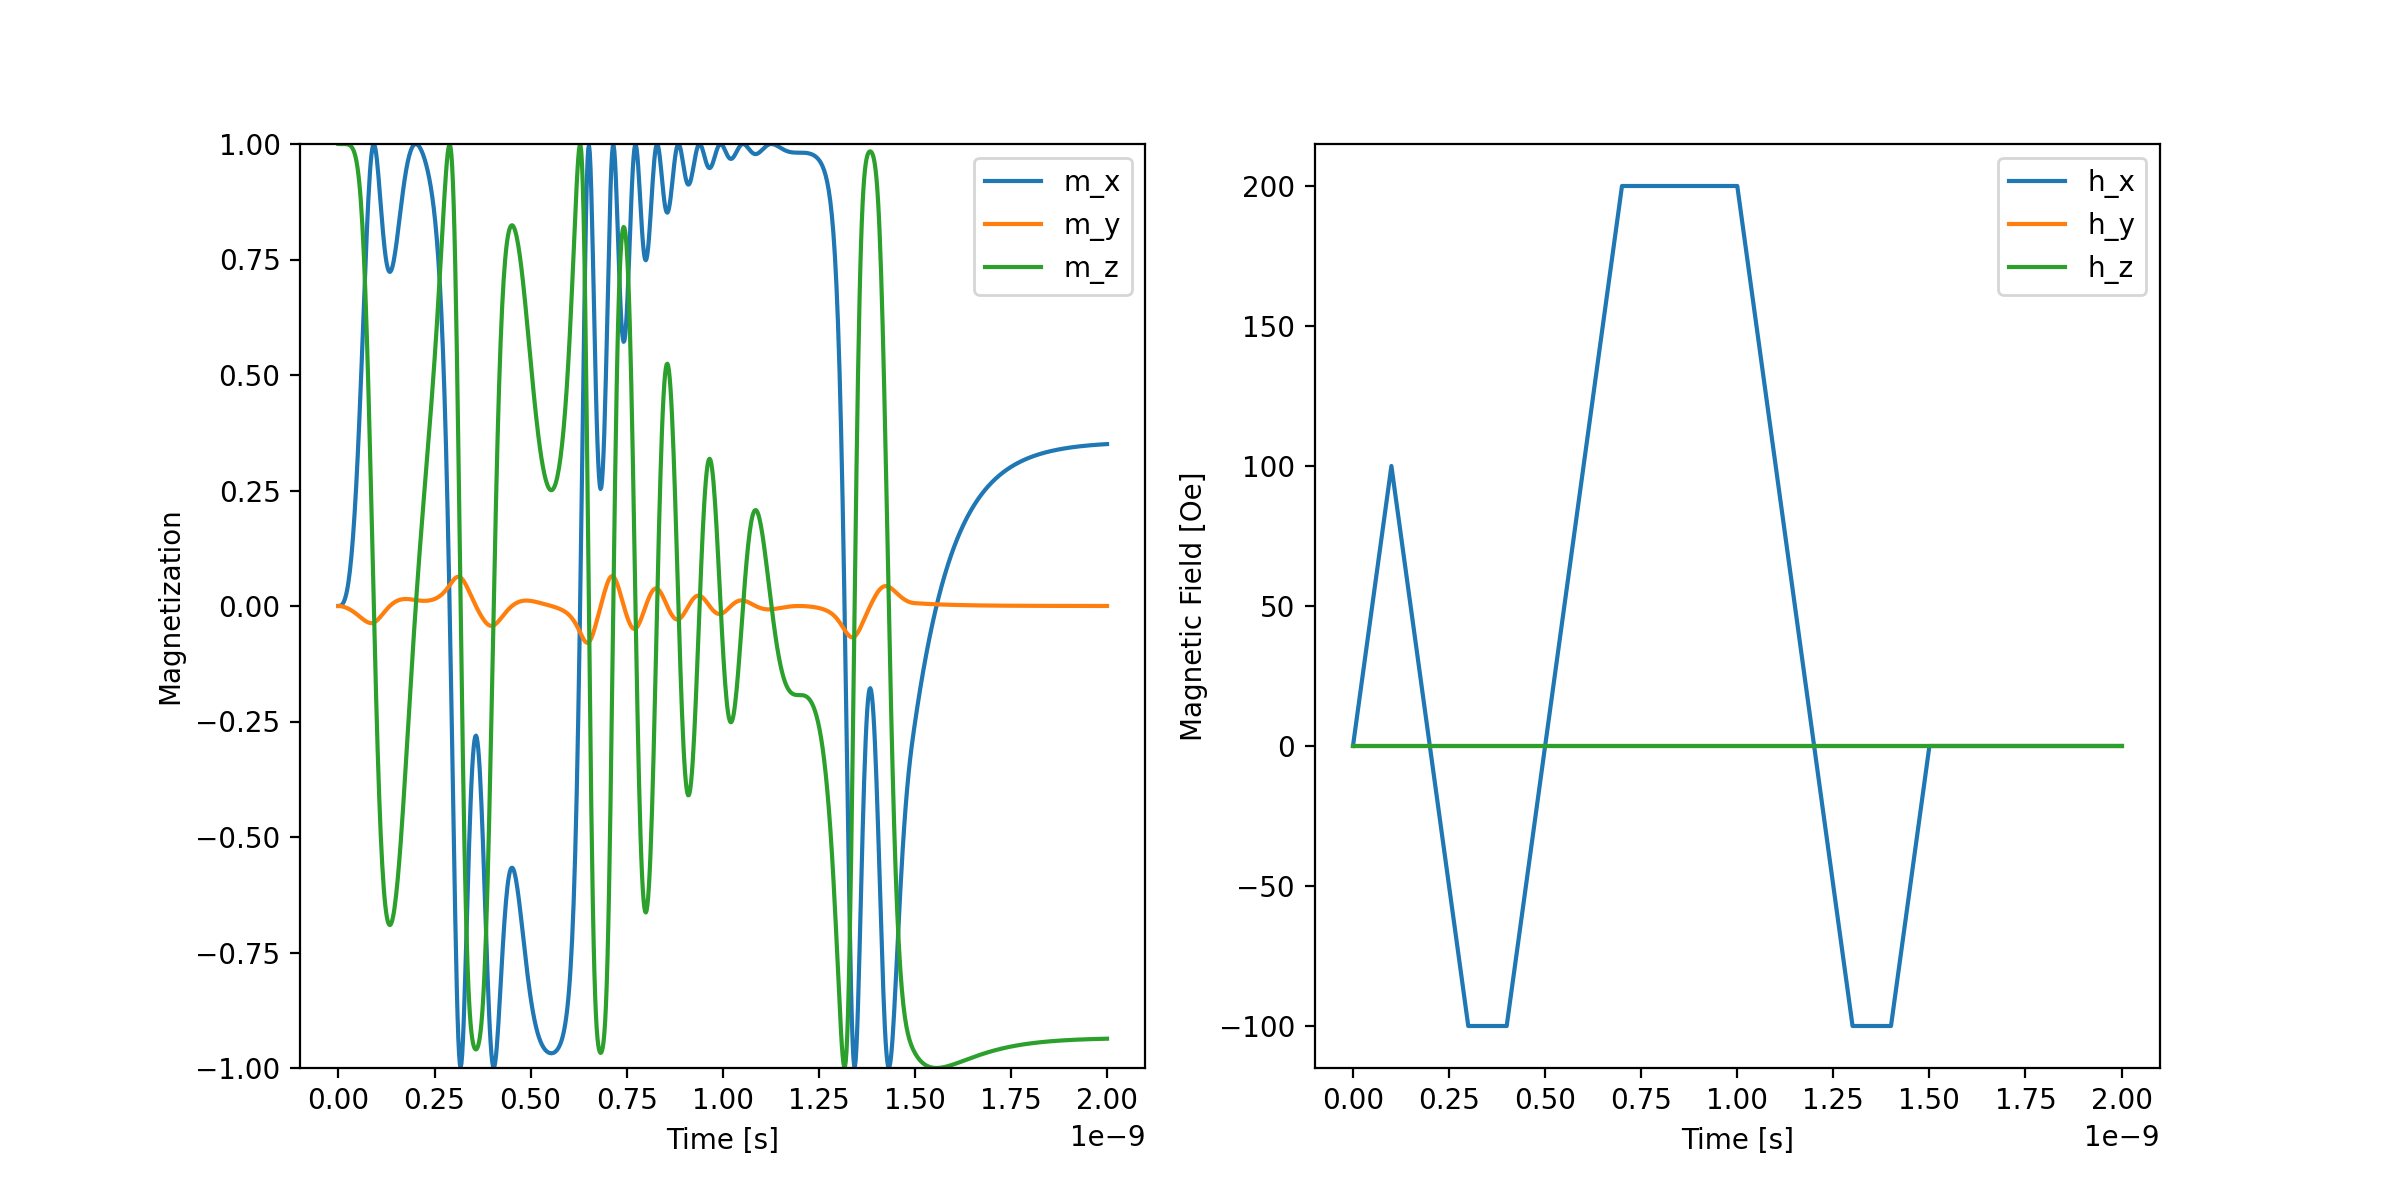 1.00
0.75
0.50
0.25
0.00
−0.25
−0.50
−0.75
−1.00
Magnetization
m_x
m_y
m_z
0.00 0.25 0.50 0.75 1.00 1.25 1.50 1.75 2.00
1e−9
Time [s]
200
150
100
50
0
−50
−100
Magnetic Field [Oe]
h_x
h_y
h_z
0.00 0.25 0.50 0.75 1.00 1.25 1.50 1.75 2.00
1e−9
Time [s]